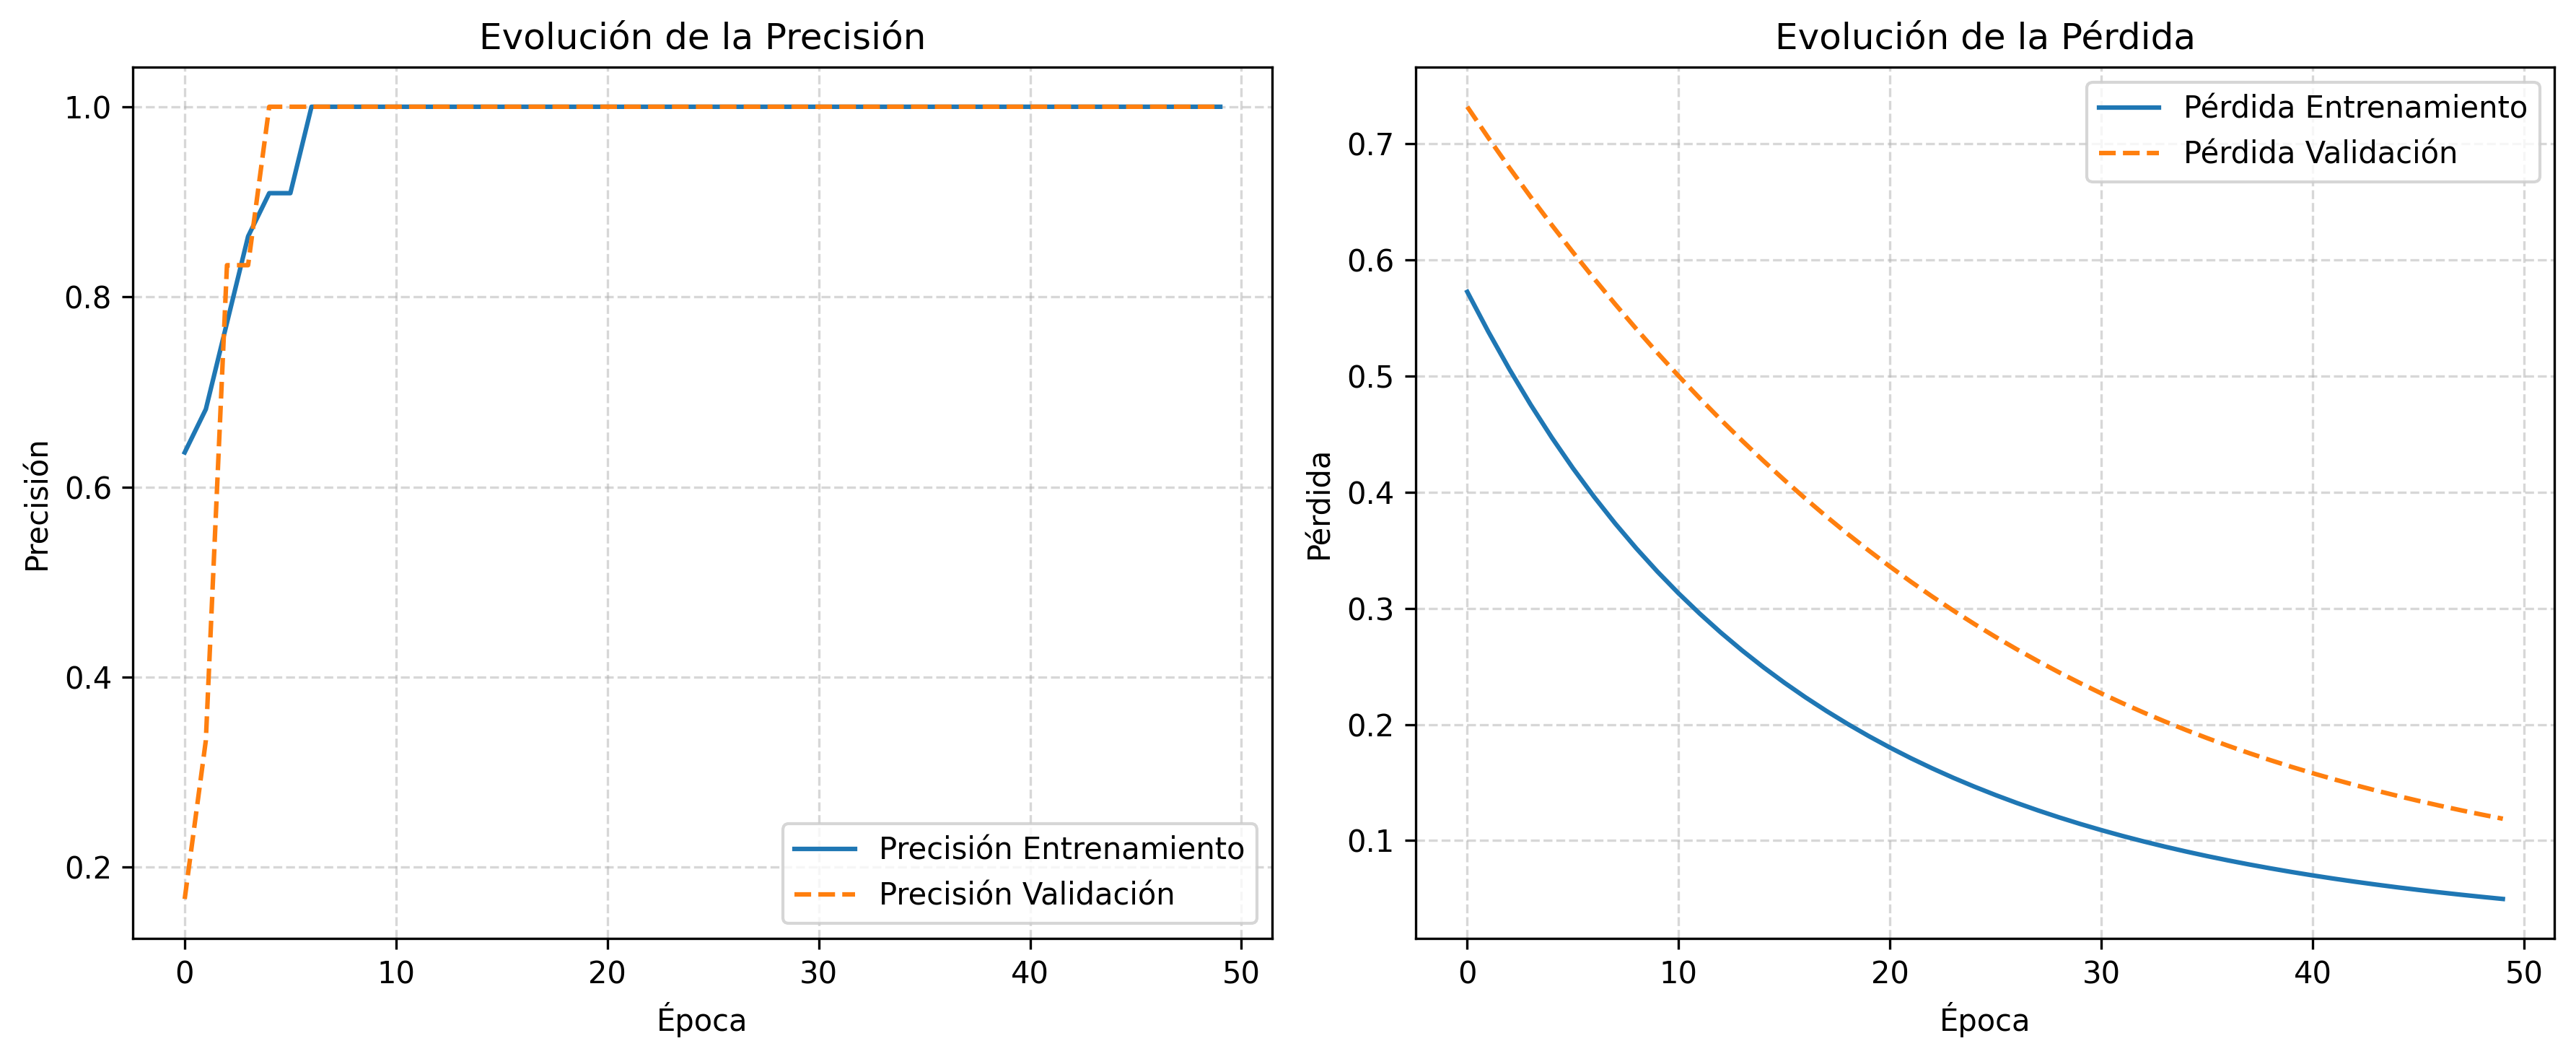 Evolución de la Precisión
Precisión
1.0
0.8
0.6
0.4
0.2
0 10 20 30 40 50
Época
Precisión Entrenamiento
Precisión Validación
Evolución de la Pérdida
Pérdida
0.7
0.6
0.5
0.4
0.3
0.2
0.1
0 10 20 30 40 50
Época
Pérdida Entrenamiento
Pérdida Validación